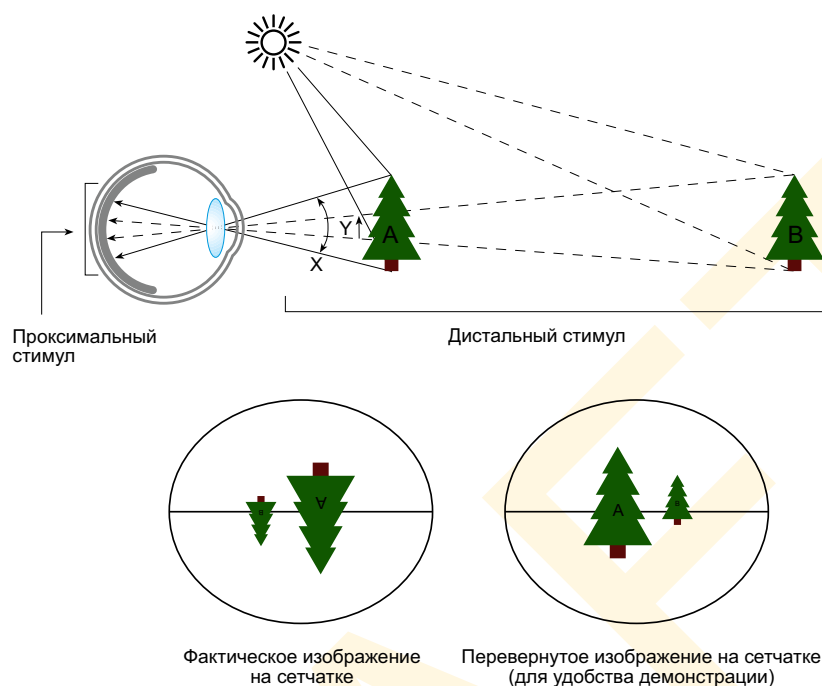 Y
A
B
X
Проксимальный
стимул
Дистальный стимул
B
A
A
B
Фактическое изображение
на сетчатке
Перевернутое изображение на сетчатке
(для удобства демонстрации)